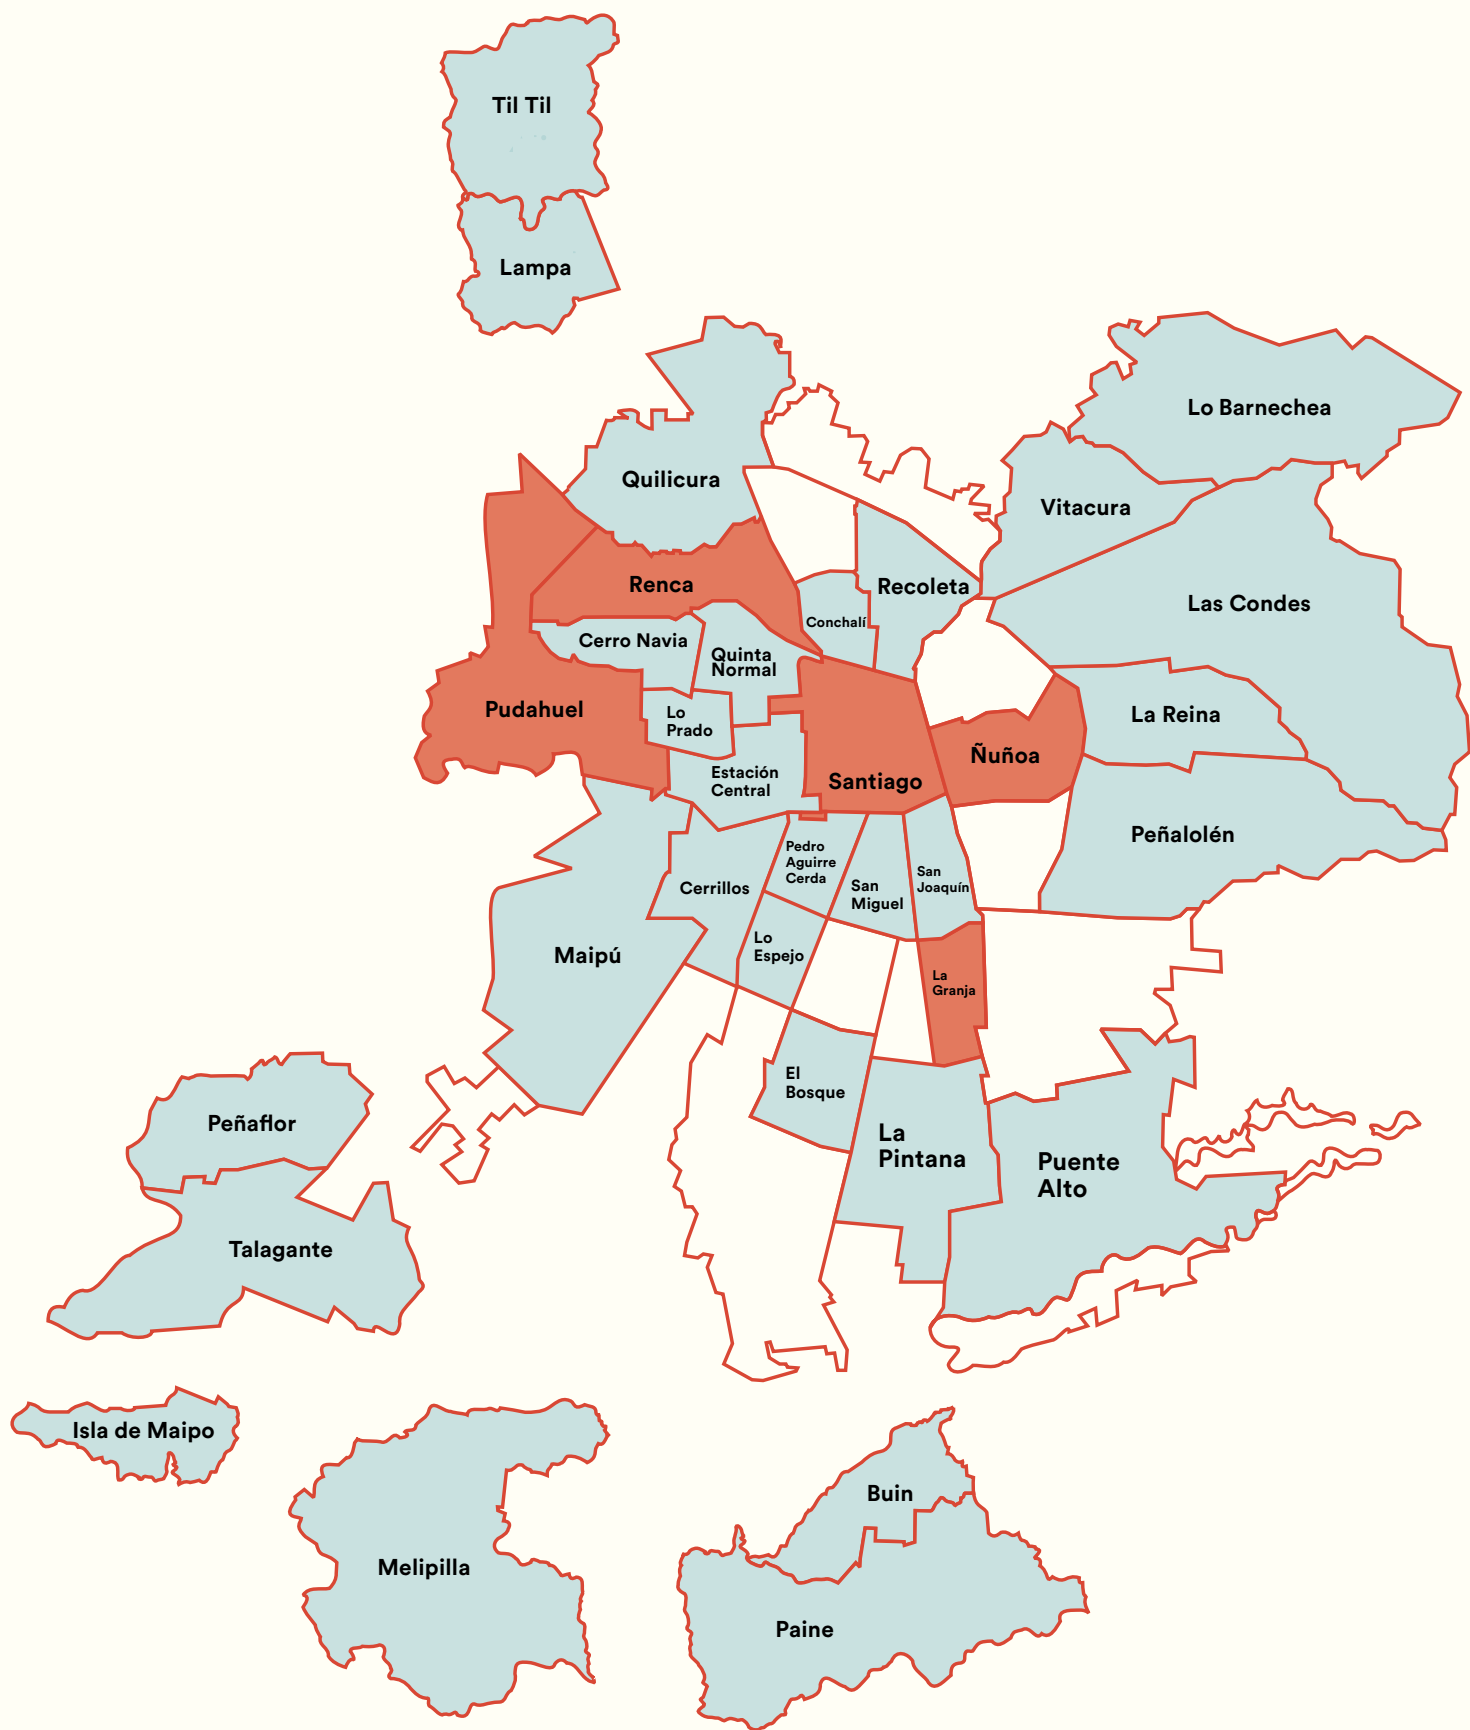 Til Til
Lampa
Lo Barnechea
Quilicura
Vitacura
Renca
Recoleta
Las Condes
Conchalí
Cerro Navia
Quinta
Normal
Pudahuel
Lo
Prado
La Reina
Ñuñoa
Estación
Central
Santiago
Peñalolén
Pedro
Aguirre
Cerda
San
Joaquín
Cerrillos
San
Miguel
Lo
Espejo
Maipú
La
Granja
El
Bosque
Peñaflor
La
Pintana
Puente
Alto
Talagante
Isla de Maipo
Buin
Melipilla
Paine